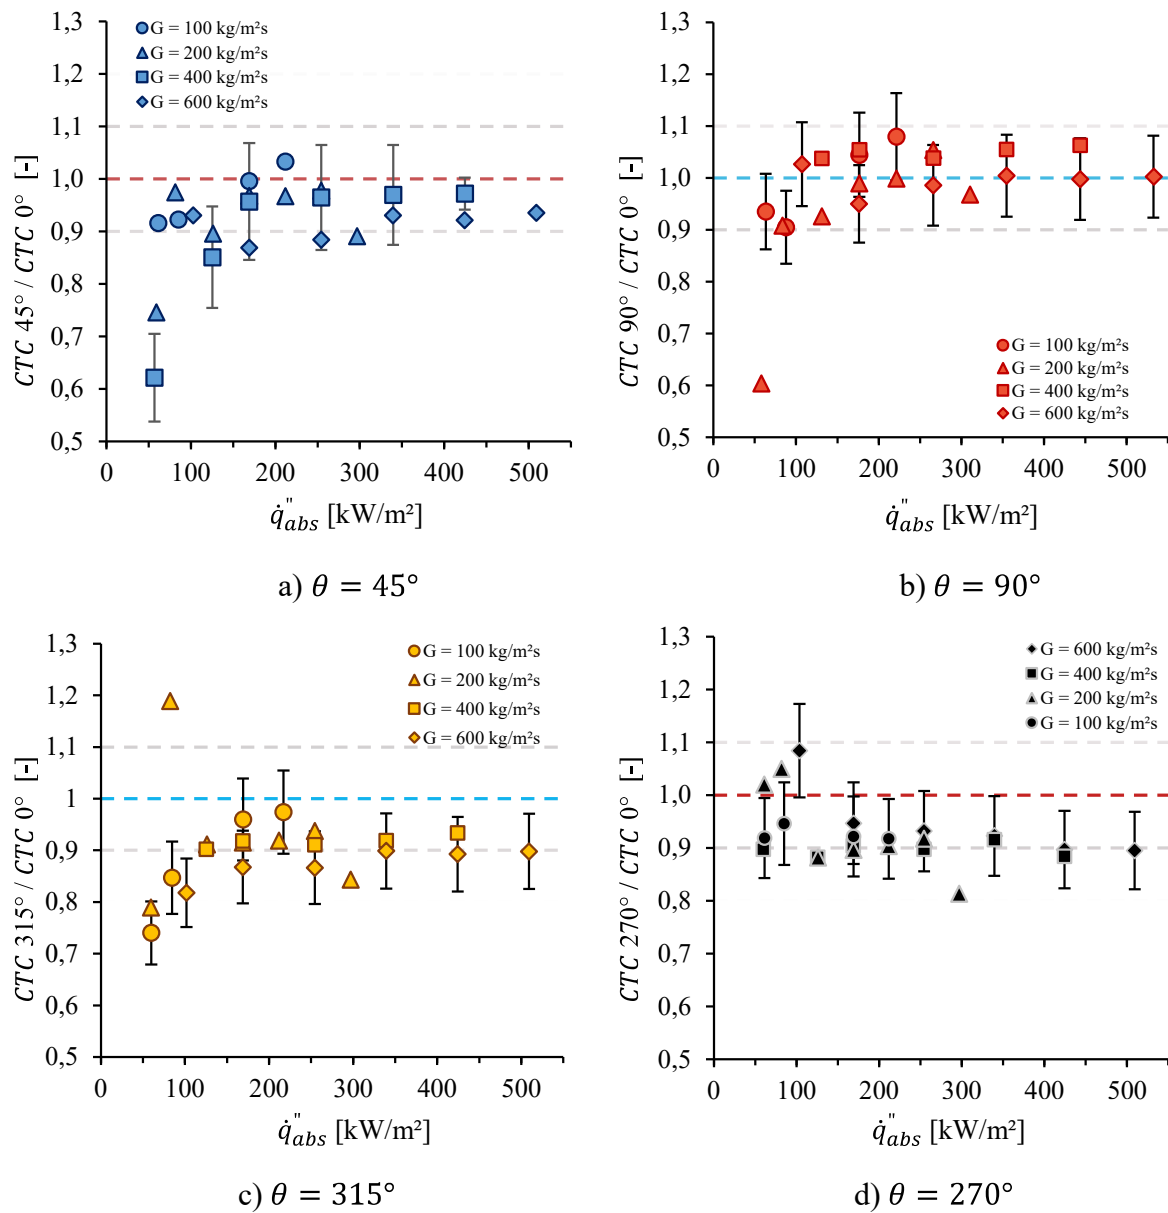 1,3
1,2
1,1
1,0
0,9
0,8
0,7
0,6
0,5
CTC 45° / CTC 0° [-]
G = 100 kg/m²s
G = 200 kg/m²s
G = 400 kg/m²s
G = 600 kg/m²s
0 100 200 300 400 500
q̇"abs [kW/m²]
a) θ = 45°
1,3
1,2
1,1
1,0
0,9
0,8
0,7
0,6
0,5
CTC 90° / CTC 0° [-]
G = 100 kg/m²s
G = 200 kg/m²s
G = 400 kg/m²s
G = 600 kg/m²s
0 100 200 300 400 500
q̇"abs [kW/m²]
b) θ = 90°
1,3
1,2
1,1
1
0,9
0,8
0,7
0,6
0,5
CTC 315° / CTC 0° [-]
G = 100 kg/m²s
G = 200 kg/m²s
G = 400 kg/m²s
G = 600 kg/m²s
0 100 200 300 400 500
q̇"abs [kW/m²]
c) θ = 315°
1,3
1,2
1,1
1,0
0,9
0,8
0,7
0,6
0,5
CTC 270° / CTC 0° [-]
G = 600 kg/m²s
G = 400 kg/m²s
G = 200 kg/m²s
G = 100 kg/m²s
0 100 200 300 400 500
q̇"abs [kW/m²]
d) θ = 270°